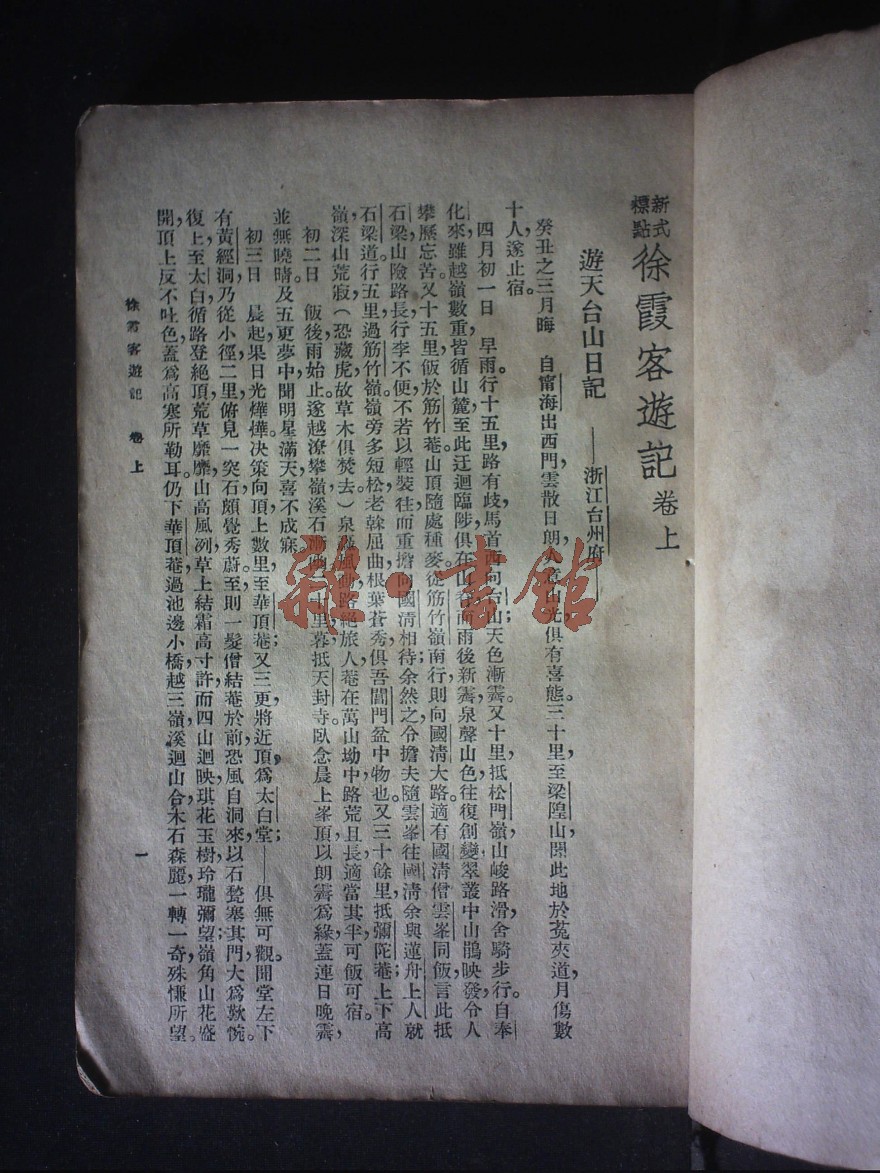 新式標點 徐霞客遊記 卷上
遊天台山日記 ——浙江台州府——
癸丑之三月晦 自甯海出西門，雲散日朗，人意山光，俱有喜態。三十里，至梁隍山。聞此地於菟夾道，月傷數
十人，遂止宿。
四月初一日 早雨。行十五里，路有歧，馬首西向台山，天色漸霽。又十里，抵松門嶺，山峻路滑，舍騎步行。自奉
化來，雖越嶺數重，皆循山麓；至此迂迴臨陟，俱在山脊。而雨後新霽，泉聲山色，往復創變，翠叢中山鵑映發，令人
攀歷忘苦。又十五里，飯於筋竹菴。山頂隨處種麥。從筋竹嶺南行，則向國清大路。適有國清僧雲峯同飯，言此抵
石梁，山險路長，行李不便，不若以輕裝往，而重擔向國清相待。余然之，令擔夫隨雲峯往國清，余與蓮舟上人就
石梁道。行五里，過筋竹嶺。嶺旁多短松，老榦屈曲，根葉蒼秀，俱吾閶門盆中物也。又三十餘里，抵彌陀菴。上下高
嶺，深山荒寂，（恐藏虎，故草木俱焚去）泉轟風動，路絕旅人。菴在萬山坳中，路荒且長，適當其半，可飯可宿。
初二日 飯後，雨始止。遂越潦攀嶺，溪石漸幽。二十里，暮抵天封寺。臥念晨上峯頂，以朗霽爲緣，蓋連日晚霽，
並無曉晴。及五更夢中，聞明星滿天，喜不成寐。
初三日 晨起，果日光燁燁，决策向頂。上數里，至華頂菴；又三更，將近頂，爲太白堂；——俱無可觀。聞堂左下
有黃經洞，乃從小徑二里，俯見一突石，頗覺秀蔚。至則一髮僧結菴於前，恐風自洞來，以石甃塞其門，大爲歎惋。
復上至太白，循路登絕頂。荒草靡靡，山高風冽，草上結霜高寸許，而四山迴映，琪花玉樹，玲瓏彌望。嶺角山花盛
開，頂上反不吐色，蓋爲高寒所勒耳。仍下華頂菴，過池邊小橋，越三嶺，溪迴山合，木石森麗，一轉一奇，殊慊所望。
徐霞客遊記 卷上
一
雜·書館